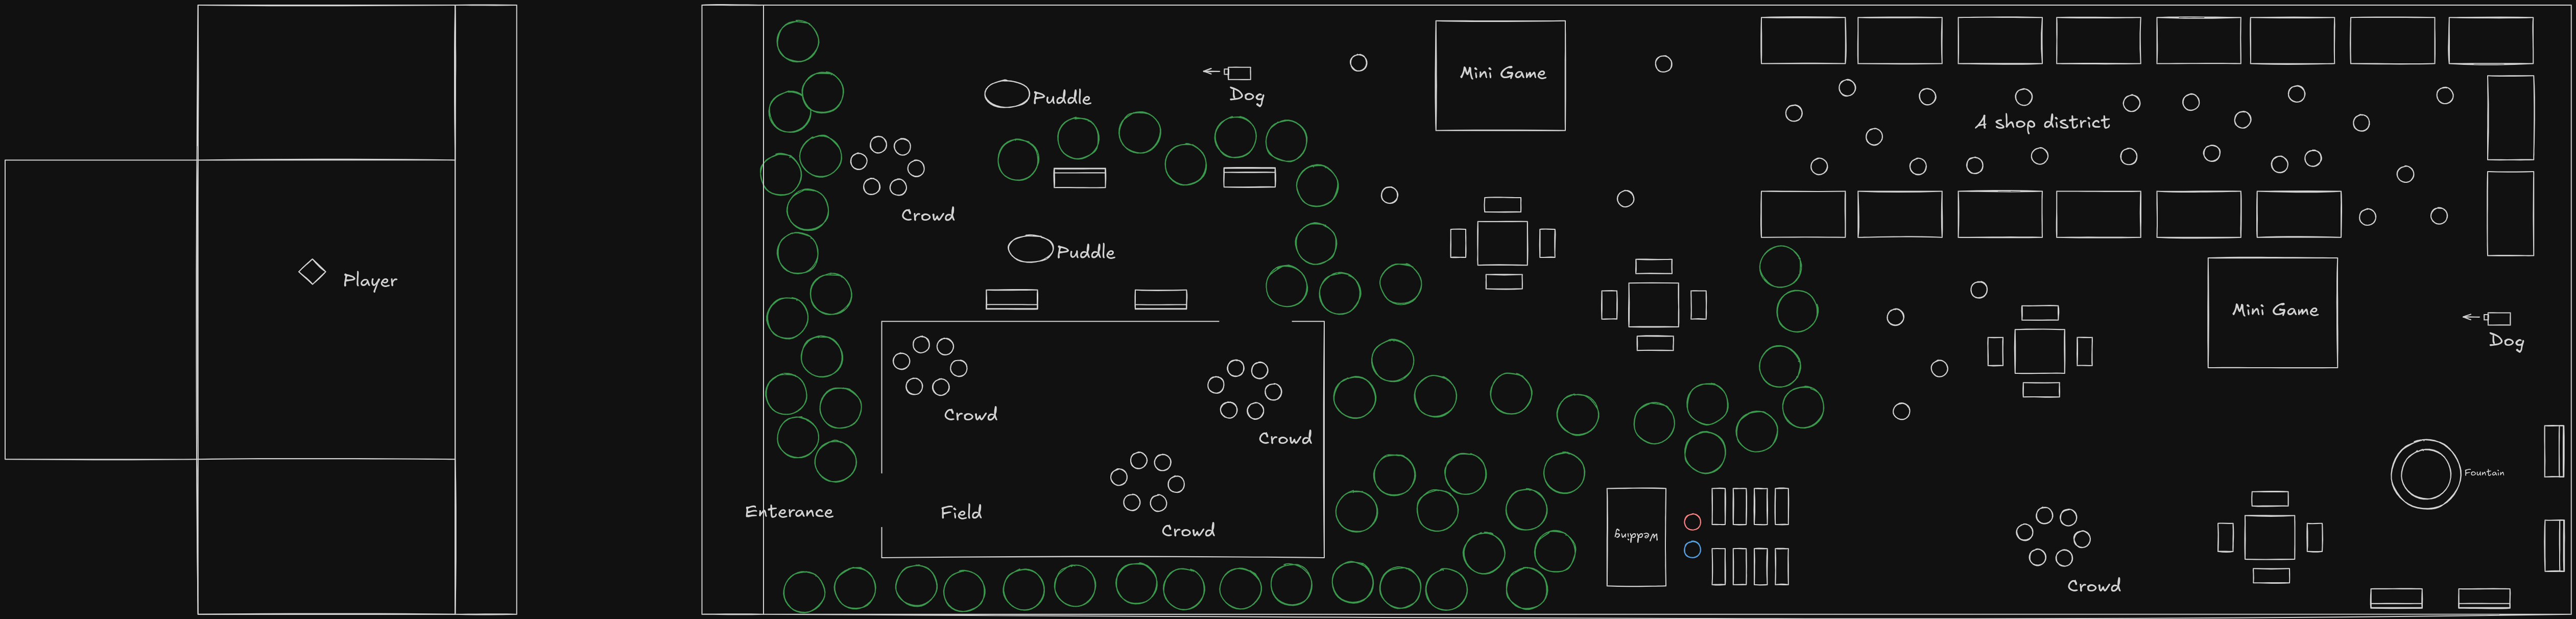 Player
Puddle
Dog
Mini Game
A shop district
Crowd
Puddle
Mini Game
Dog
Crowd
Crowd
Fountain
Enterance
Field
Crowd
Wedding
Crowd